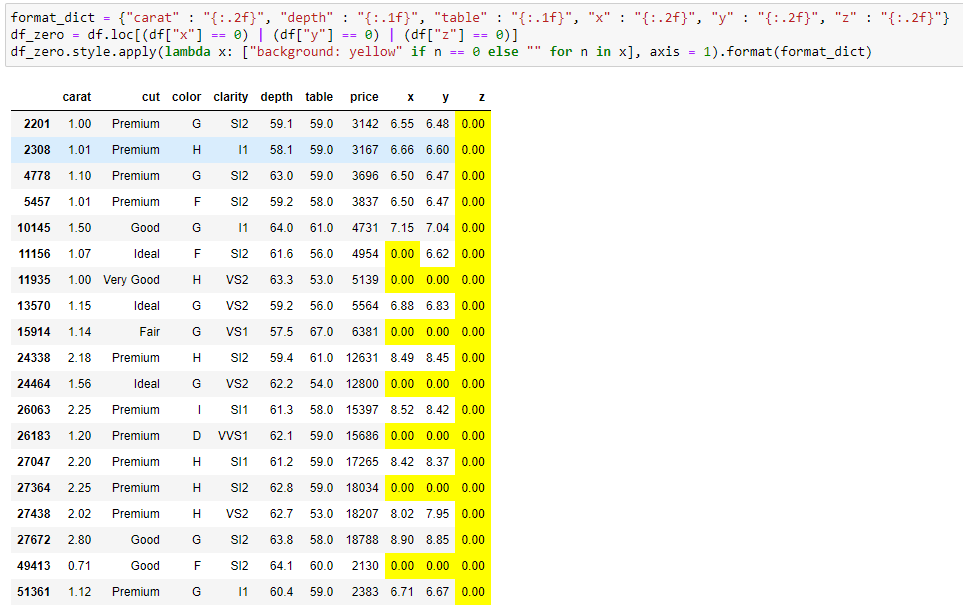 format_dict = {"carat" : "{:.2f}", "depth" : "{:.1f}", "table" : "{:.1f}", "x" : "{:.2f}", "y" : "{:.2f}", "z" : "{:.2f}"}
df_zero = df.loc[(df["x"] == 0) | (df["y"] == 0) | (df["z"] == 0)]
df_zero.style.apply(lambda x: ["background: yellow" if n == 0 else "" for n in x], axis = 1).format(format_dict)
carat cut color clarity depth table price x y z
2201 1.00 Premium G SI2 59.1 59.0 3142 6.55 6.48 0.00
2308 1.01 Premium H I1 58.1 59.0 3167 6.66 6.60 0.00
4778 1.10 Premium G SI2 63.0 59.0 3696 6.50 6.47 0.00
5457 1.01 Premium F SI2 59.2 58.0 3837 6.50 6.47 0.00
10145 1.50 Good G I1 64.0 61.0 4731 7.15 7.04 0.00
11156 1.07 Ideal F SI2 61.6 56.0 4954 0.00 6.62 0.00
11935 1.00 Very Good H VS2 63.3 53.0 5139 0.00 0.00 0.00
13570 1.15 Ideal G VS2 59.2 56.0 5564 6.88 6.83 0.00
15914 1.14 Fair G VS1 57.5 67.0 6381 0.00 0.00 0.00
24338 2.18 Premium H SI2 59.4 61.0 12631 8.49 8.45 0.00
24464 1.56 Ideal G VS2 62.2 54.0 12800 0.00 0.00 0.00
26063 2.25 Premium I SI1 61.3 58.0 15397 8.52 8.42 0.00
26183 1.20 Premium D VVS1 62.1 59.0 15686 0.00 0.00 0.00
27047 2.20 Premium H SI1 61.2 59.0 17265 8.42 8.37 0.00
27364 2.25 Premium H SI2 62.8 59.0 18034 0.00 0.00 0.00
27438 2.02 Premium H VS2 62.7 53.0 18207 8.02 7.95 0.00
27672 2.80 Good G SI2 63.8 58.0 18788 8.90 8.85 0.00
49413 0.71 Good F SI2 64.1 60.0 2130 0.00 0.00 0.00
51361 1.12 Premium G I1 60.4 59.0 2383 6.71 6.67 0.00